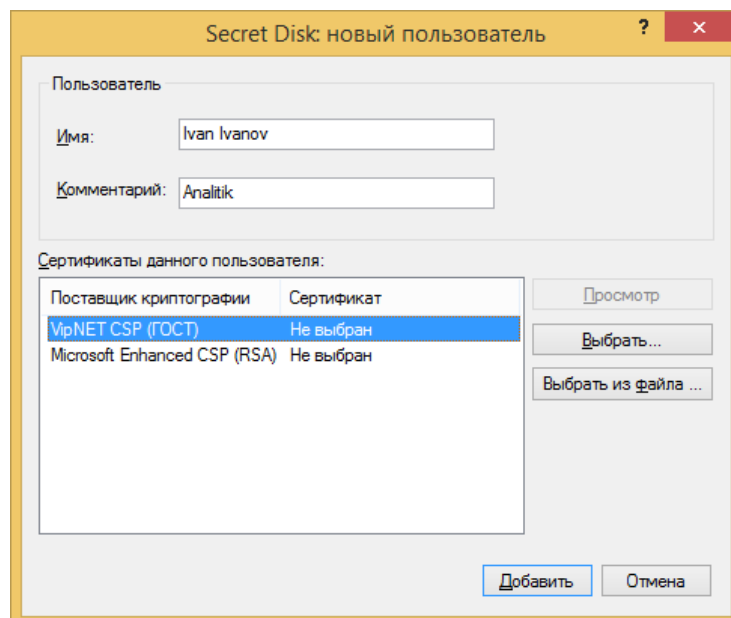 Secret Disk: новый пользователь
?
Пользователь
Имя: Ivan Ivanov
Комментарий: Analitik
Сертификаты данного пользователя:
Поставщик криптографии Сертификат
VipNET CSP (ГОСТ) Не выбран
Microsoft Enhanced CSP (RSA) Не выбран
Просмотр
Выбрать...
Выбрать из файла ...
Добавить Отмена